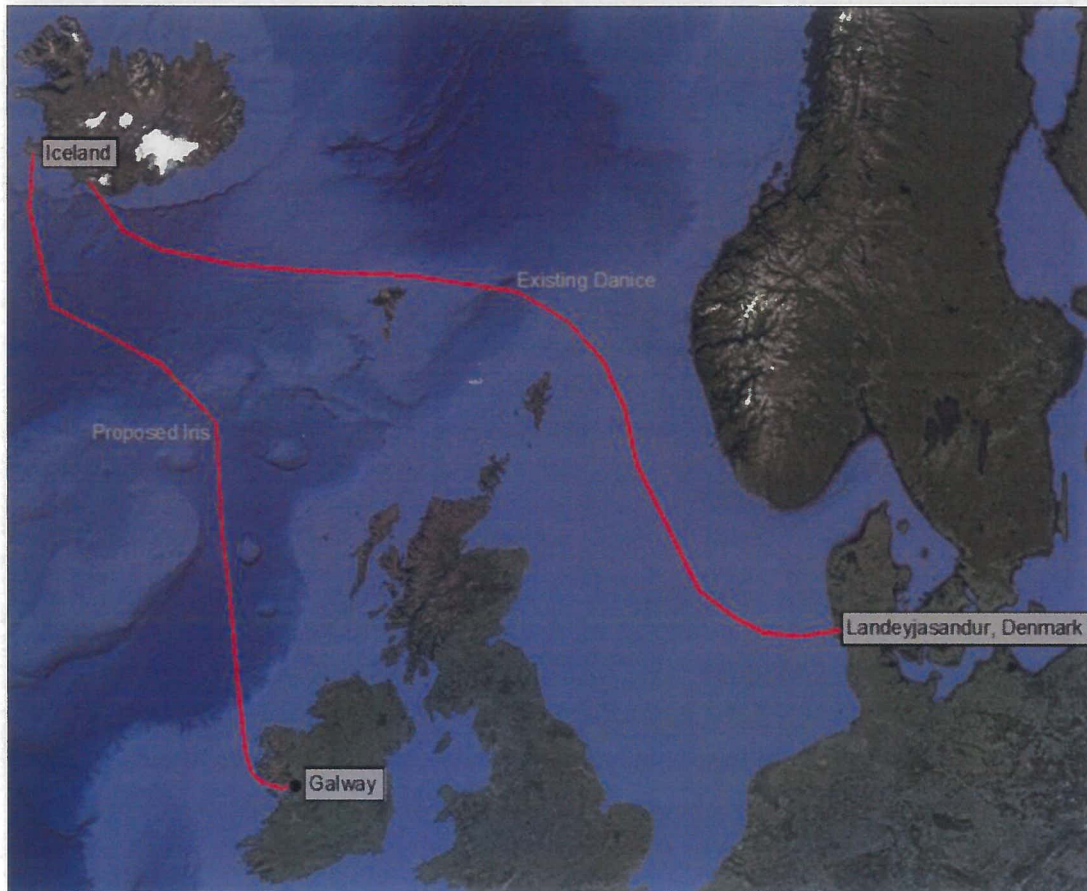 Iceland
Existing Danice
Proposed Iris
Landeyjasandur, Denmark
Galway